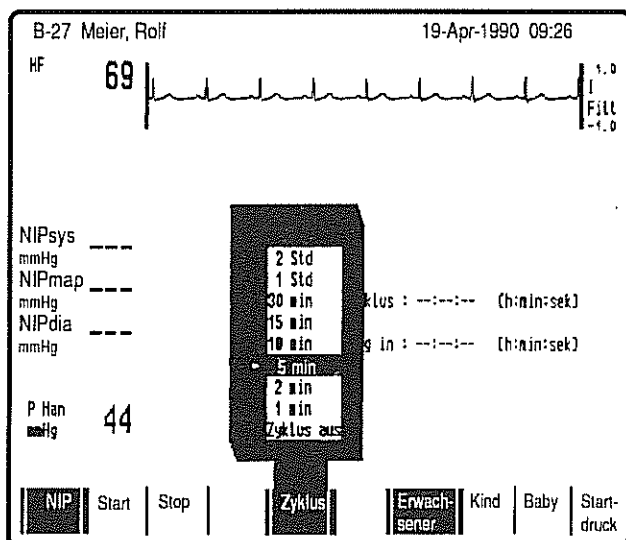 B-27 Meier, Rolf 19-Apr-1990 09:26
HF 69
1.0
I
Fill
-1.0
NIPsys ---
mmHg
NIPmap ---
mmHg
NIPdia ---
mmHg
2 Std
1 Std
30 min klus : --:--:-- [h:min:sek]
15 min
10 min g in : --:--:-- [h:min:sek]
5 min
2 min
1 min
Zyklus aus
P Man 44
mmHg
NIP Start Stop Zyklus Erwach- Kind Baby Start-
sener druck